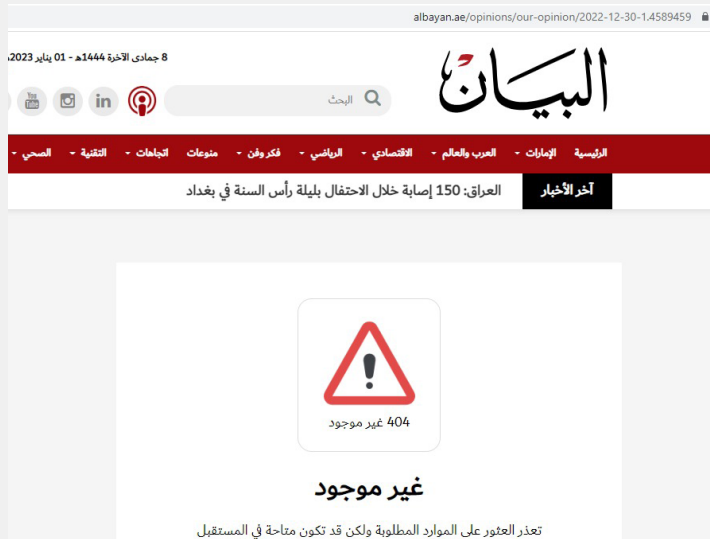 albayan.ae/opinions/our-opinion/2022-12-30-1.4589459
8 جمادى الآخرة 1444هـ - 01 يناير 2023
البيان
البحث
in
You Tube
الرئيسية الإمارات العرب والعالم الاقتصادي الرياضي فكر وفن منوعات اتجاهات التقنية الصحي
آخر الأخبار العراق: 150 إصابة خلال الاحتفال بليلة رأس السنة في بغداد
404 غير موجود
غير موجود
تعذر العثور على الموارد المطلوبة ولكن قد تكون متاحة في المستقبل